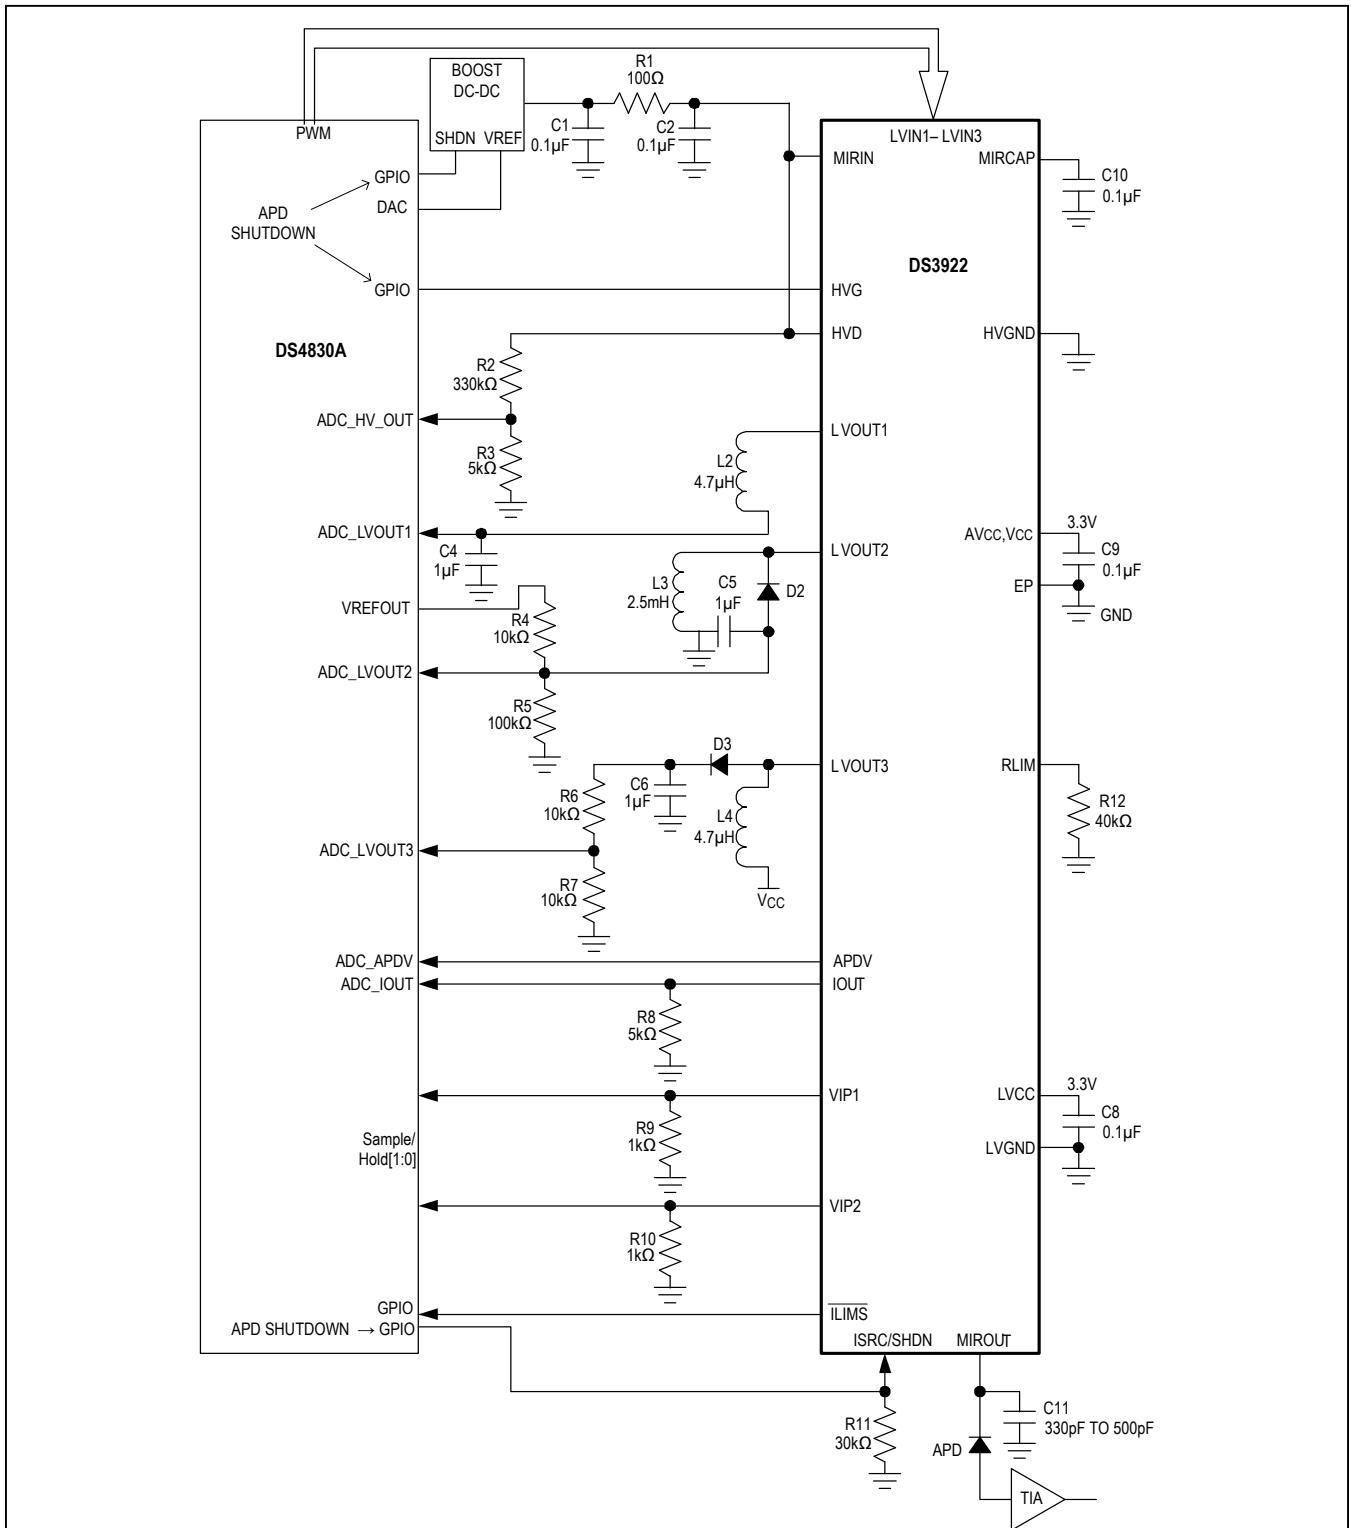 BOOST
DC-DC
SHDN VREF
R1
100Ω
C1
0.1µF
C2
0.1µF
PWM
GPIO
DAC
APD
SHUTDOWN
GPIO
DS4830A
ADC_HV_OUT
ADC_LVOUT1
VREFOUT
ADC_LVOUT2
ADC_LVOUT3
ADC_APDV
ADC_IOUT
Sample/
Hold[1:0]
GPIO
APD SHUTDOWN → GPIO
R2
330kΩ
R3
5kΩ
L2
4.7µH
C4
1µF
L3
2.5mH
C5
1µF
D2
R4
10kΩ
R5
100kΩ
D3
C6
1µF
R6
10kΩ
L4
4.7µH
VCC
R7
10kΩ
R8
5kΩ
R9
1kΩ
R10
1kΩ
LVIN1– LVIN3
MIRIN
MIRCAP
DS3922
HVG
HVD
HVGND
LVOUT1
LVOUT2
AVCC,VCC
EP
LVOUT3
RLIM
APDV
IOUT
VIP1
LVCC
LVGND
VIP2
ILIMS
ISRC/SHDN
MIROUT
C10
0.1µF
3.3V
C9
0.1µF
GND
R12
40kΩ
3.3V
C8
0.1µF
R11
30kΩ
APD
C11
330pF TO 500pF
TIA